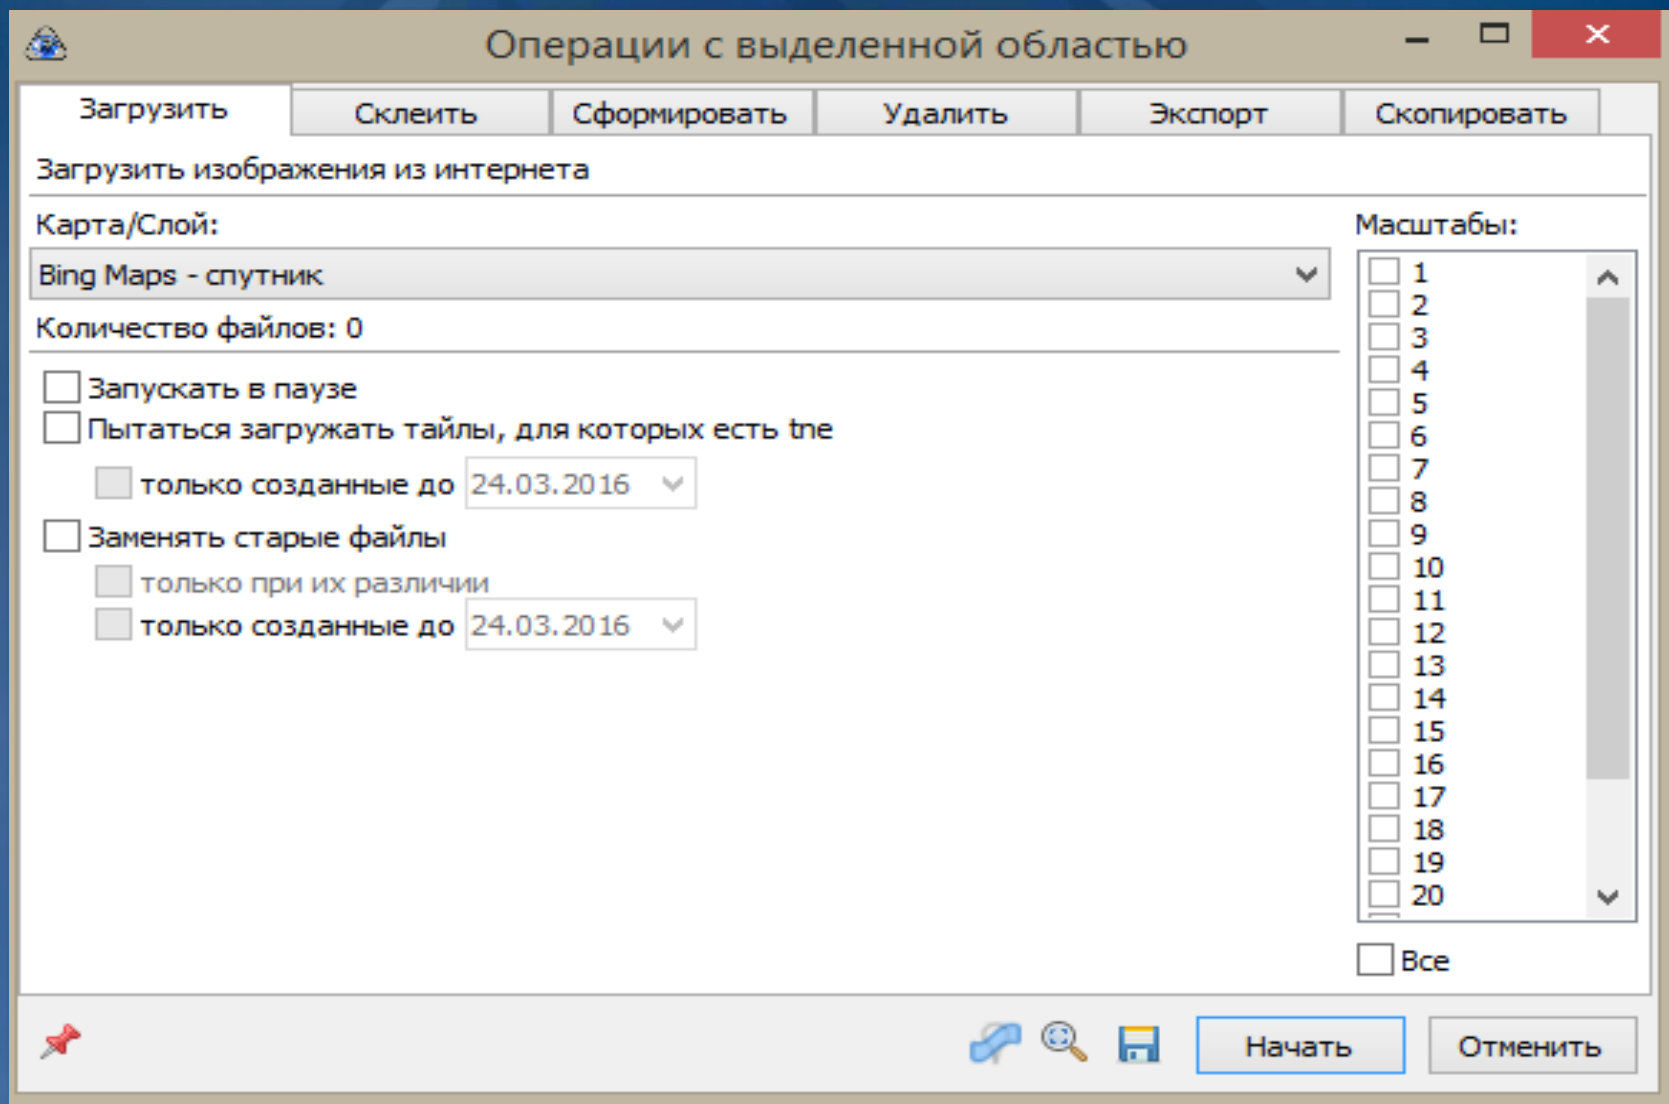 Операции с выделенной областью
Загрузить Склеить Сформировать Удалить Экспорт Скопировать
Загрузить изображения из интернета
Карта/Слой:
Bing Maps - спутник
Количество файлов: 0
Запускать в паузе
Пытаться загружать тайлы, для которых есть tne
только созданные до 24.03.2016
Заменять старые файлы
только при их различии
только созданные до 24.03.2016
Масштабы:
1
2
3
4
5
6
7
8
9
10
11
12
13
14
15
16
17
18
19
20
Все
Начать Отменить